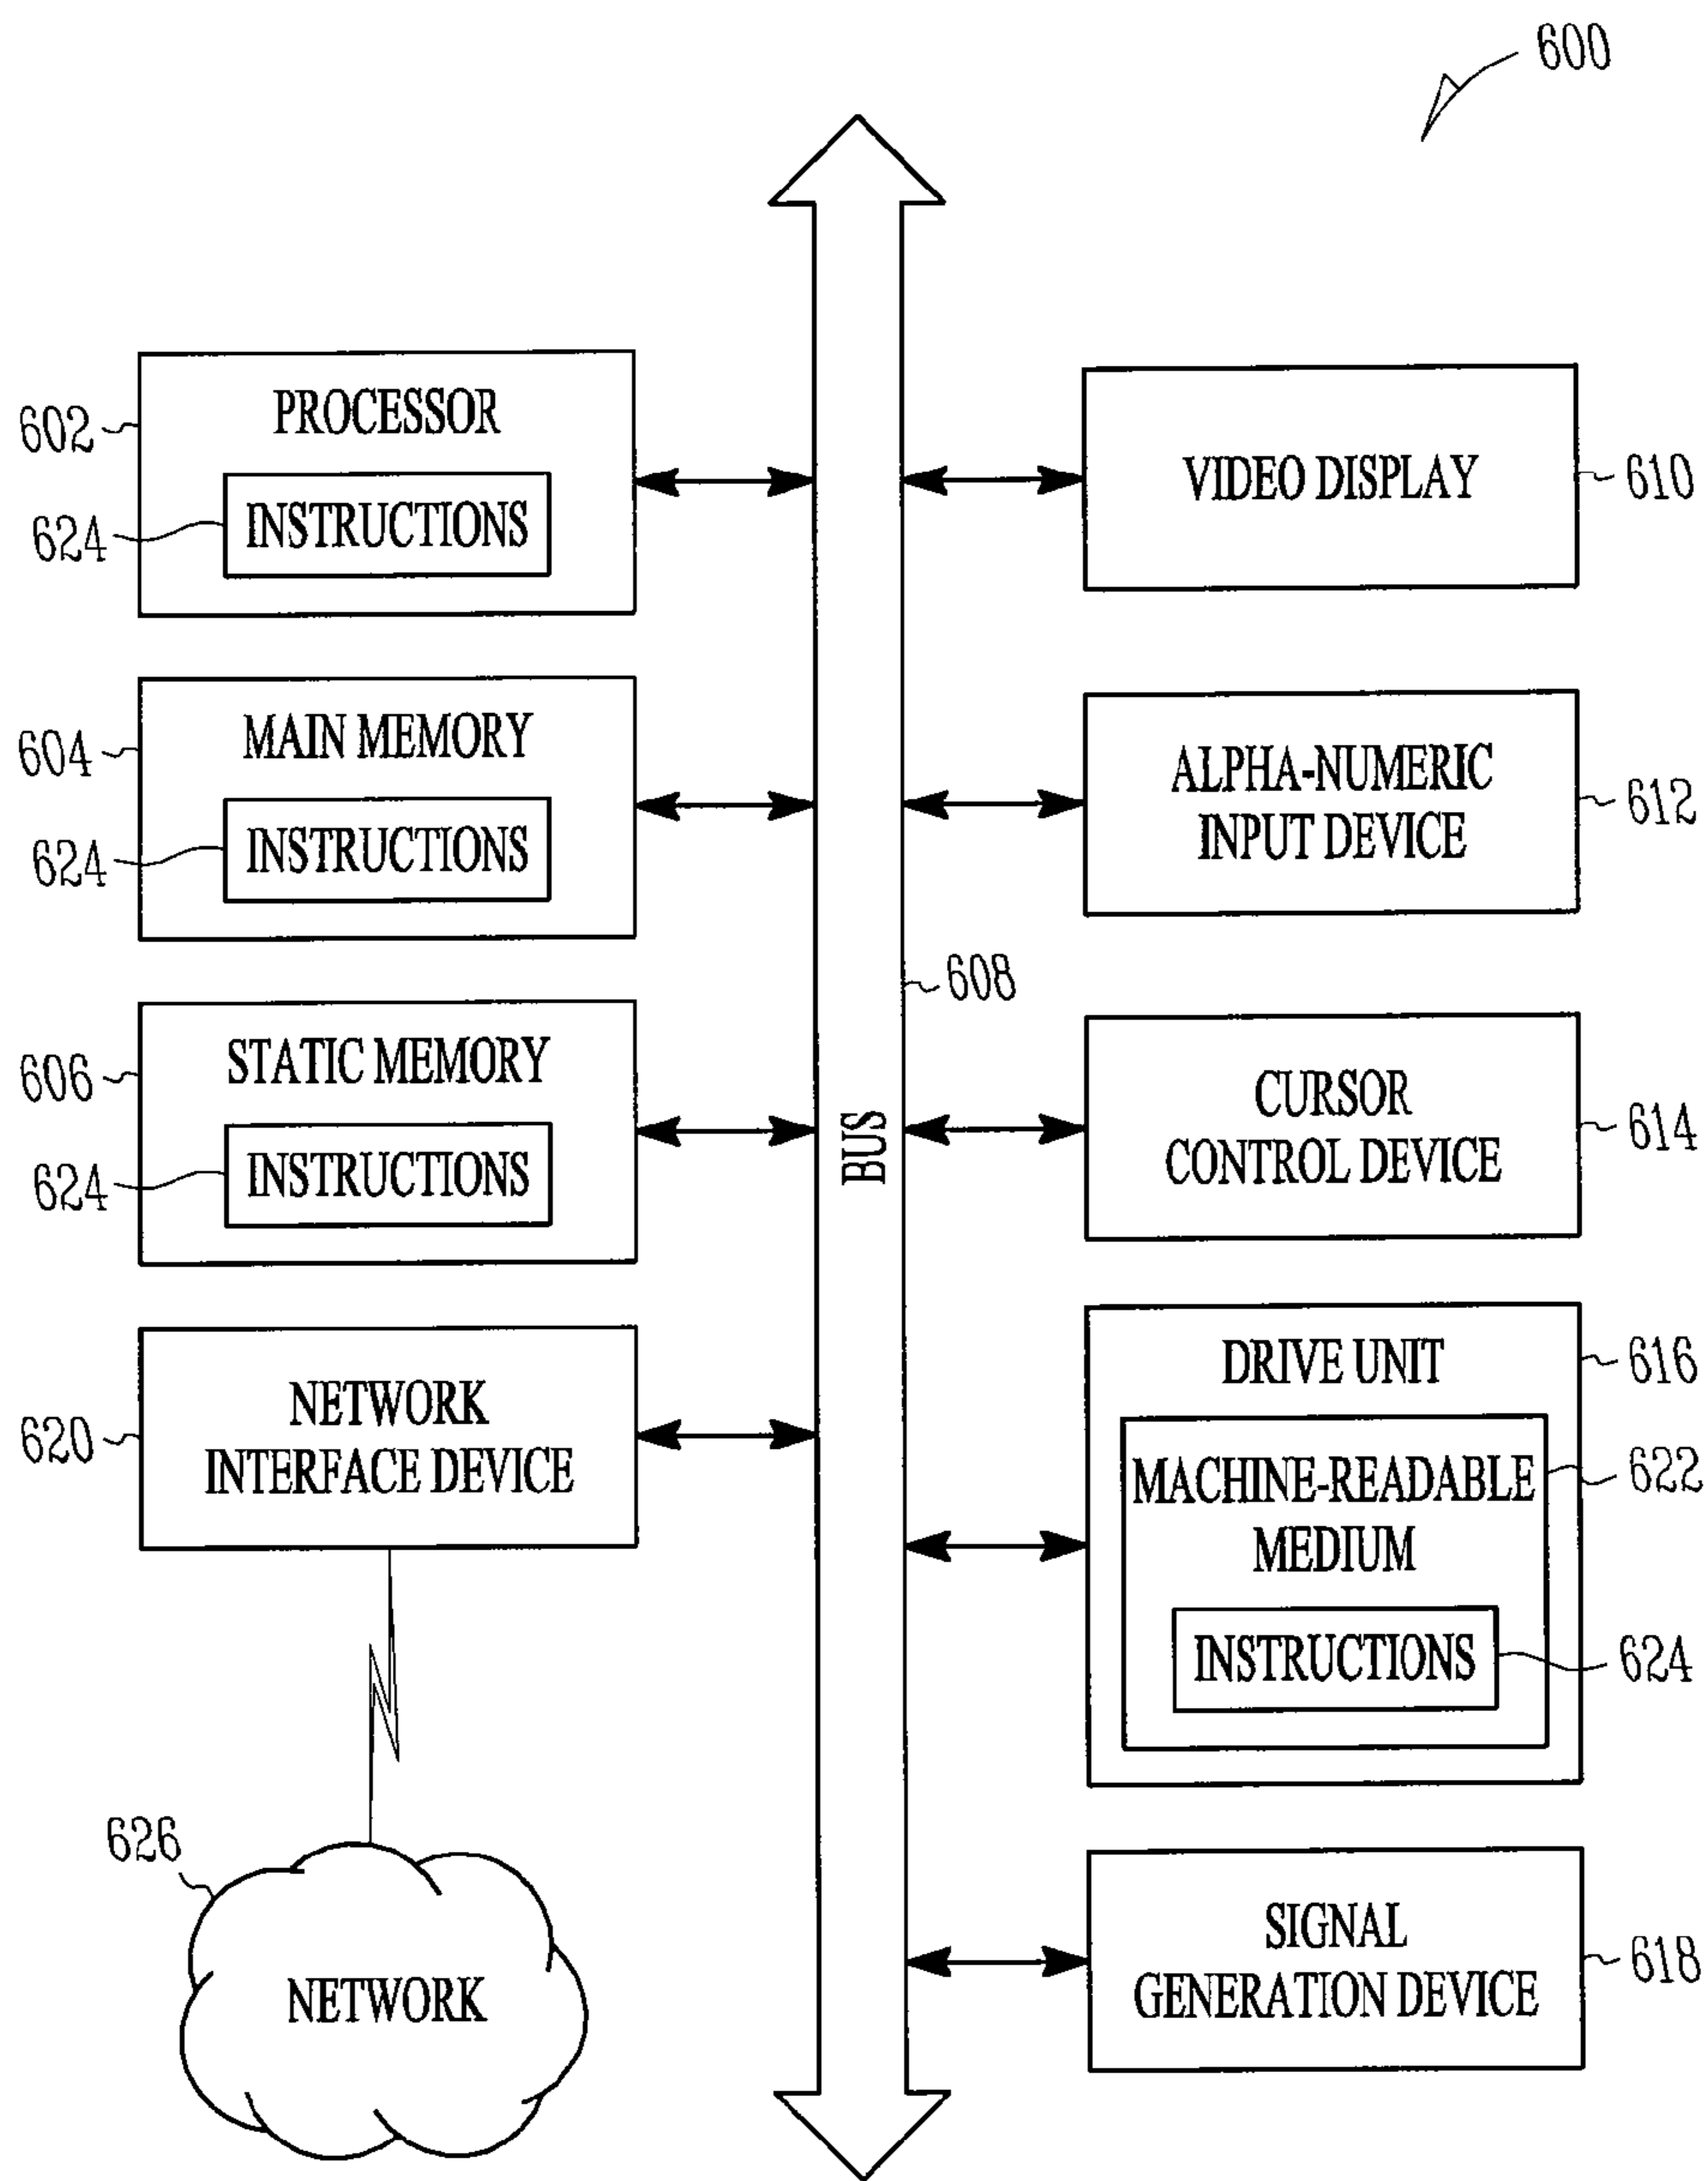 600
PROCESSOR
602
INSTRUCTIONS
624
MAIN MEMORY
604
INSTRUCTIONS
624
STATIC MEMORY
606
INSTRUCTIONS
624
NETWORK
INTERFACE DEVICE
620
626
NETWORK
BUS
608
VIDEO DISPLAY
610
ALPHA-NUMERIC
INPUT DEVICE
612
CURSOR
CONTROL DEVICE
614
DRIVE UNIT
616
MACHINE-READABLE
MEDIUM
622
INSTRUCTIONS
624
SIGNAL
GENERATION DEVICE
618